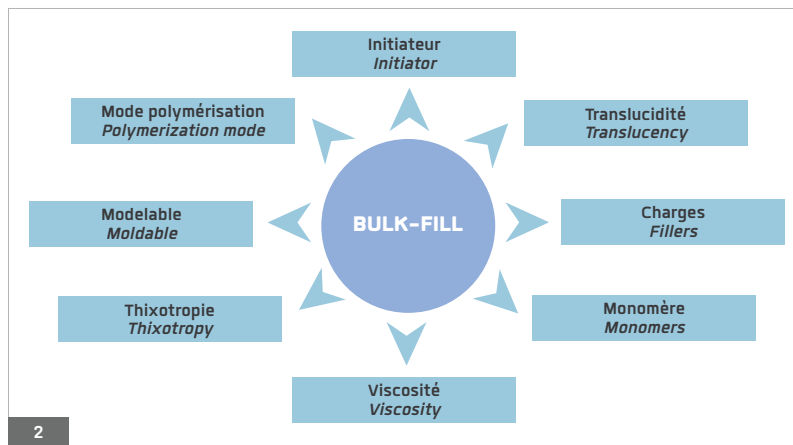 Initiateur
Initiator
Mode polymérisation
Polymerization mode
Translucidité
Translucency
Modelable
Moldable
BULK-FILL
Charges
Fillers
Thixotropie
Thixotropy
Monomère
Monomers
Viscosité
Viscosity
2